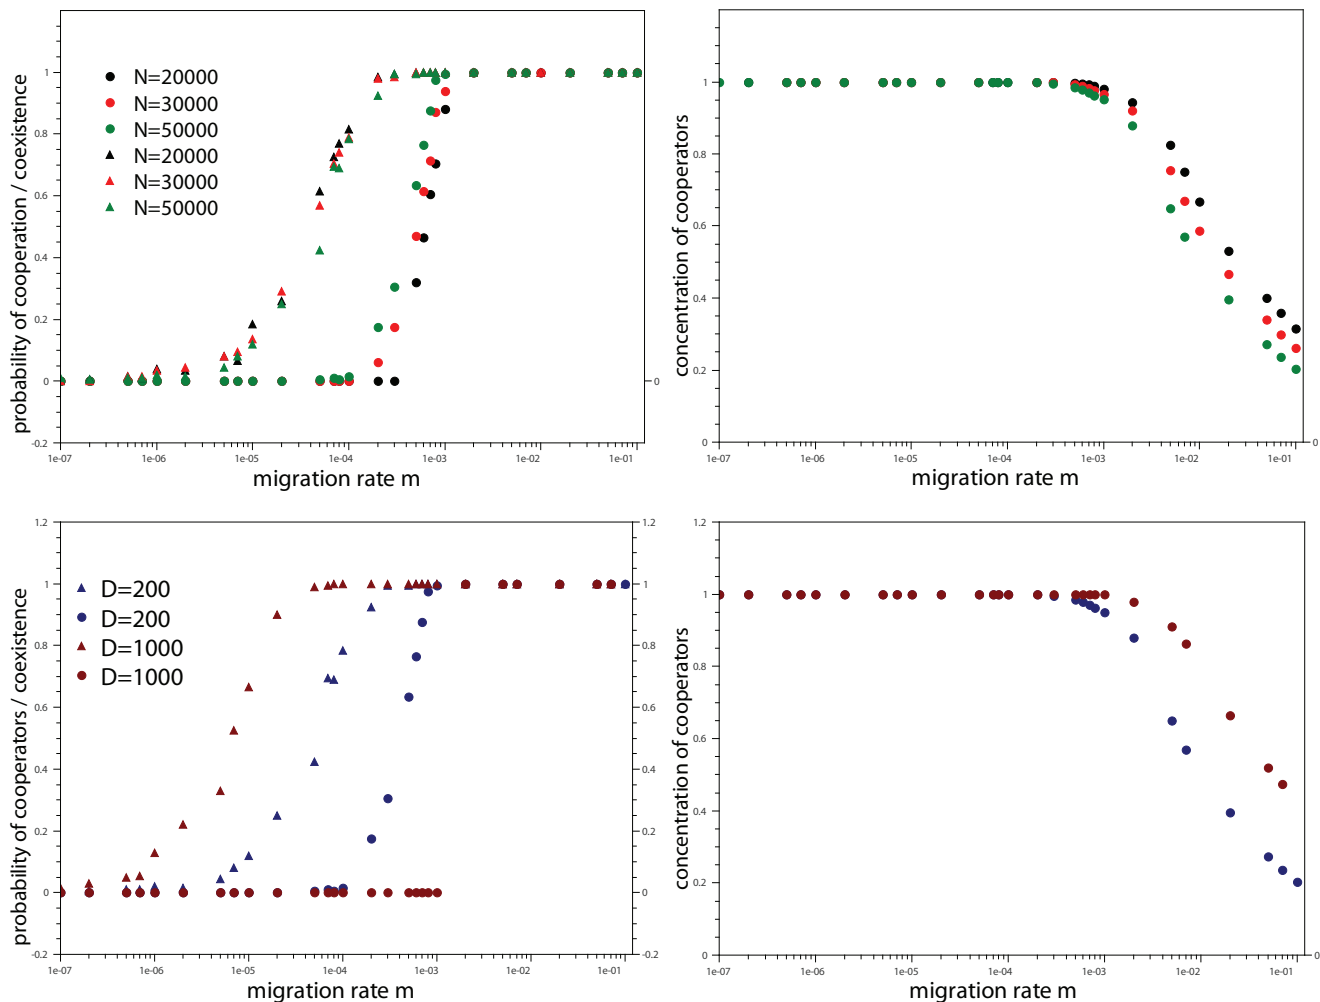 probability of cooperation / coexistence
1
0.8
0.6
0.4
0.2
0
-0.2
N=20000
N=30000
N=50000
N=20000
N=30000
N=50000
0
1e-07
1e-06
1e-05
1e-04
1e-03
1e-02
1e-01
migration rate m
concentration of cooperators
1
0.8
0.6
0.4
0.2
0
0
1e-07
1e-06
1e-05
1e-04
1e-03
1e-02
1e-01
migration rate m
probability of cooperators / coexistence
1.2
1
0.8
0.6
0.4
0.2
0
-0.2
D=200
D=200
D=1000
D=1000
1.2
1
0.8
0.6
0.4
0.2
0
-0.2
1e-07
1e-06
1e-05
1e-04
1e-03
1e-02
1e-01
migration rate m
concentration of cooperators
1.2
1
0.8
0.6
0.4
0.2
0
0
1e-07
1e-06
1e-05
1e-04
1e-03
1e-02
1e-01
migration rate m